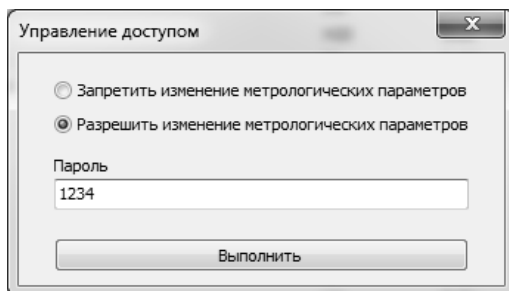 Управление доступом
Запретить изменение метрологических параметров
Разрешить изменение метрологических параметров
Пароль
1234
Выполнить